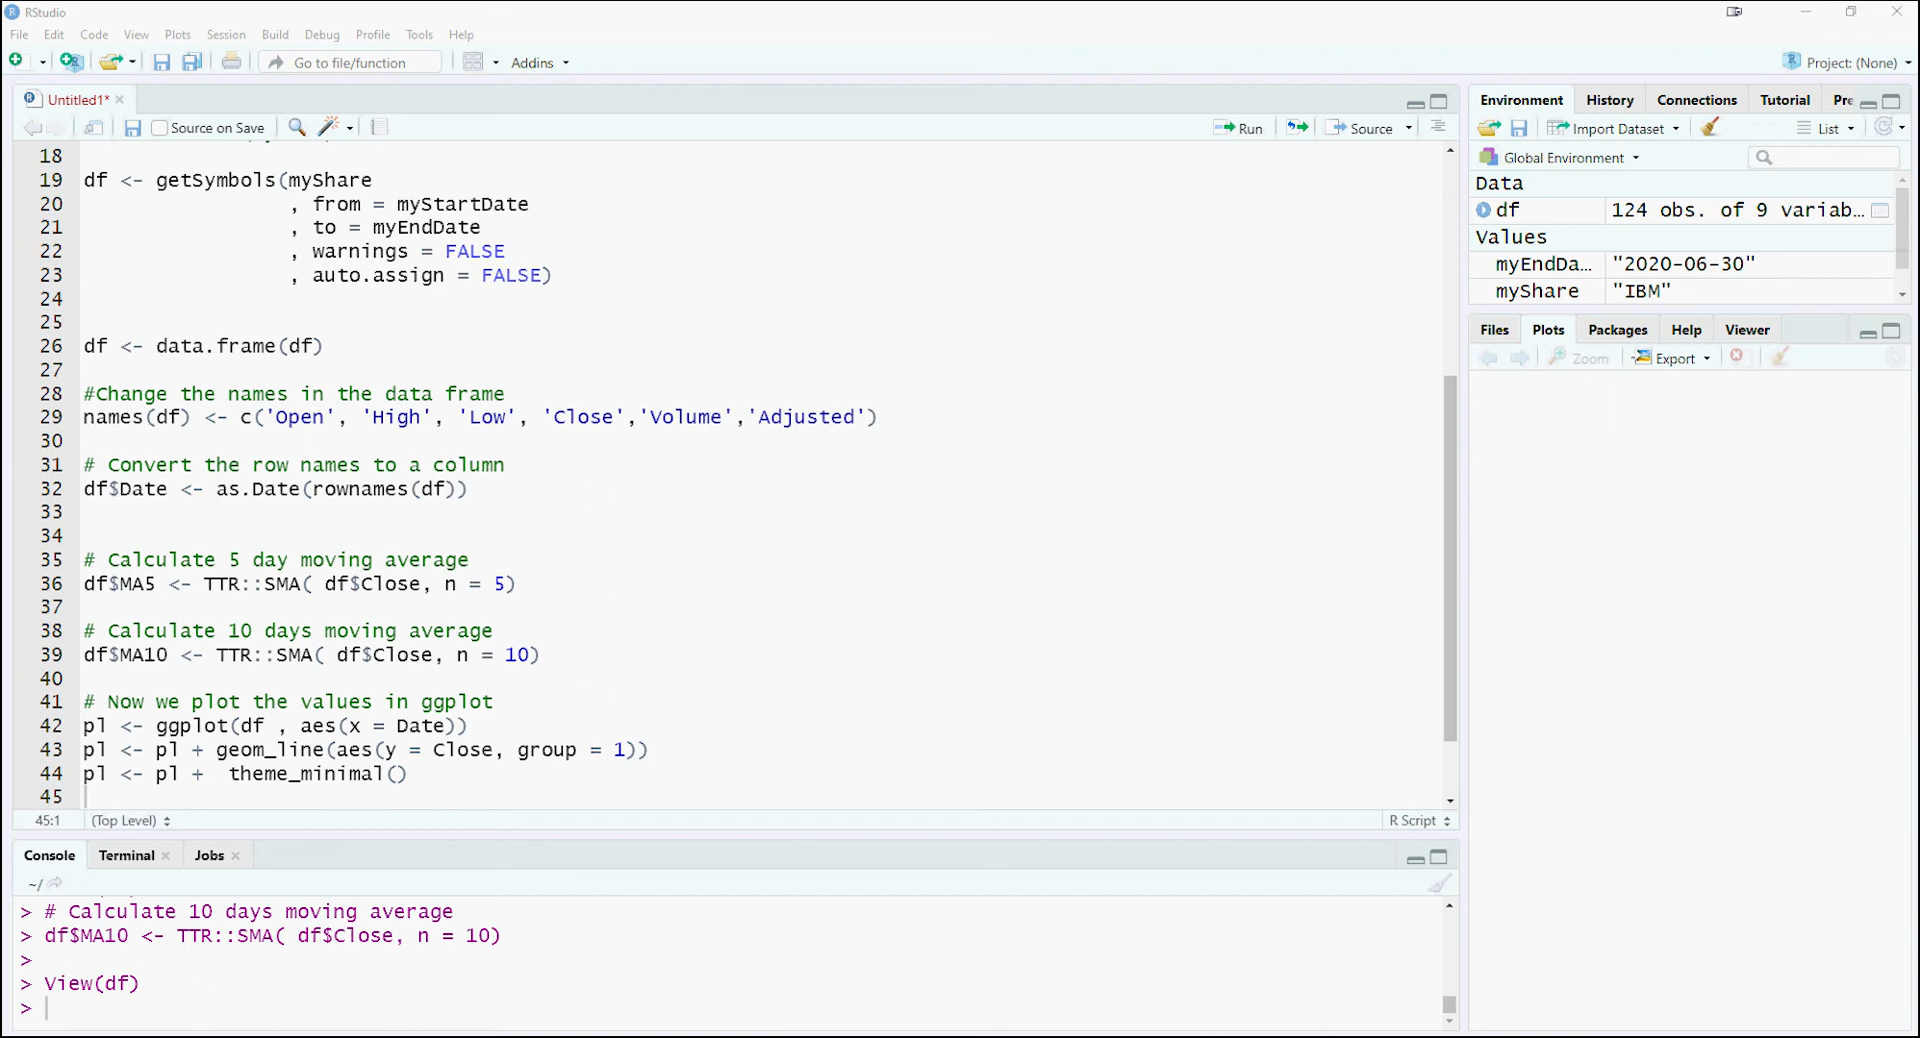 RStudio
File Edit Code View Plots Session Build Debug Profile Tools Help
Go to file/function Addins Project: (None)
Untitled1*
Source on Save Run Source
18
19 df <- getSymbols(myShare
20 , from = myStartDate
21 , to = myEndDate
22 , warnings = FALSE
23 , auto.assign = FALSE)
24
25
26 df <- data.frame(df)
27
28 #Change the names in the data frame
29 names(df) <- c('Open', 'High', 'Low', 'Close','Volume','Adjusted')
30
31 # Convert the row names to a column
32 df$Date <- as.Date(rownames(df))
33
34
35 # Calculate 5 day moving average
36 df$MA5 <- TTR::SMA( df$Close, n = 5)
37
38 # Calculate 10 days moving average
39 df$MA10 <- TTR::SMA( df$Close, n = 10)
40
41 # Now we plot the values in ggplot
42 pl <- ggplot(df , aes(x = Date))
43 pl <- pl + geom_line(aes(y = Close, group = 1))
44 pl <- pl +  theme_minimal()
45
45:1 (Top Level) R Script
Console Terminal Jobs
~/
> # Calculate 10 days moving average
> df$MA10 <- TTR::SMA( df$Close, n = 10)
>
> View(df)
>
Environment History Connections Tutorial Pre
Import Dataset List
Global Environment
Data
df 124 obs. of 9 variab...
Values
myEndDa... "2020-06-30"
myShare "IBM"
Files Plots Packages Help Viewer
Zoom Export